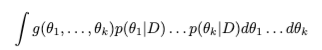 ∫ g(θ₁, …, θₖ)p(θ₁|D) … p(θₖ|D)dθ₁ … dθₖ